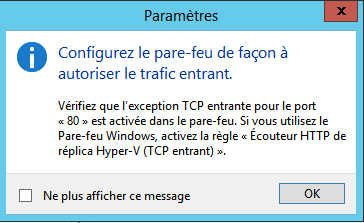 Paramètres
x
Configurez le pare-feu de façon à
autoriser le trafic entrant.
Vérifiez que l'exception TCP entrante pour le port
« 80 » est activée dans le pare-feu. Si vous utilisez le
Pare-feu Windows, activez la règle « Écouteur HTTP de
réplica Hyper-V (TCP entrant) ».
Ne plus afficher ce message
OK